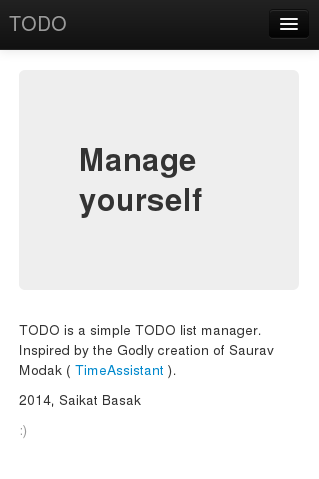 TODO
Manage
yourself
TODO is a simple TODO list manager.
Inspired by the Godly creation of Saurav
Modak ( TimeAssistant ).
2014, Saikat Basak
:)